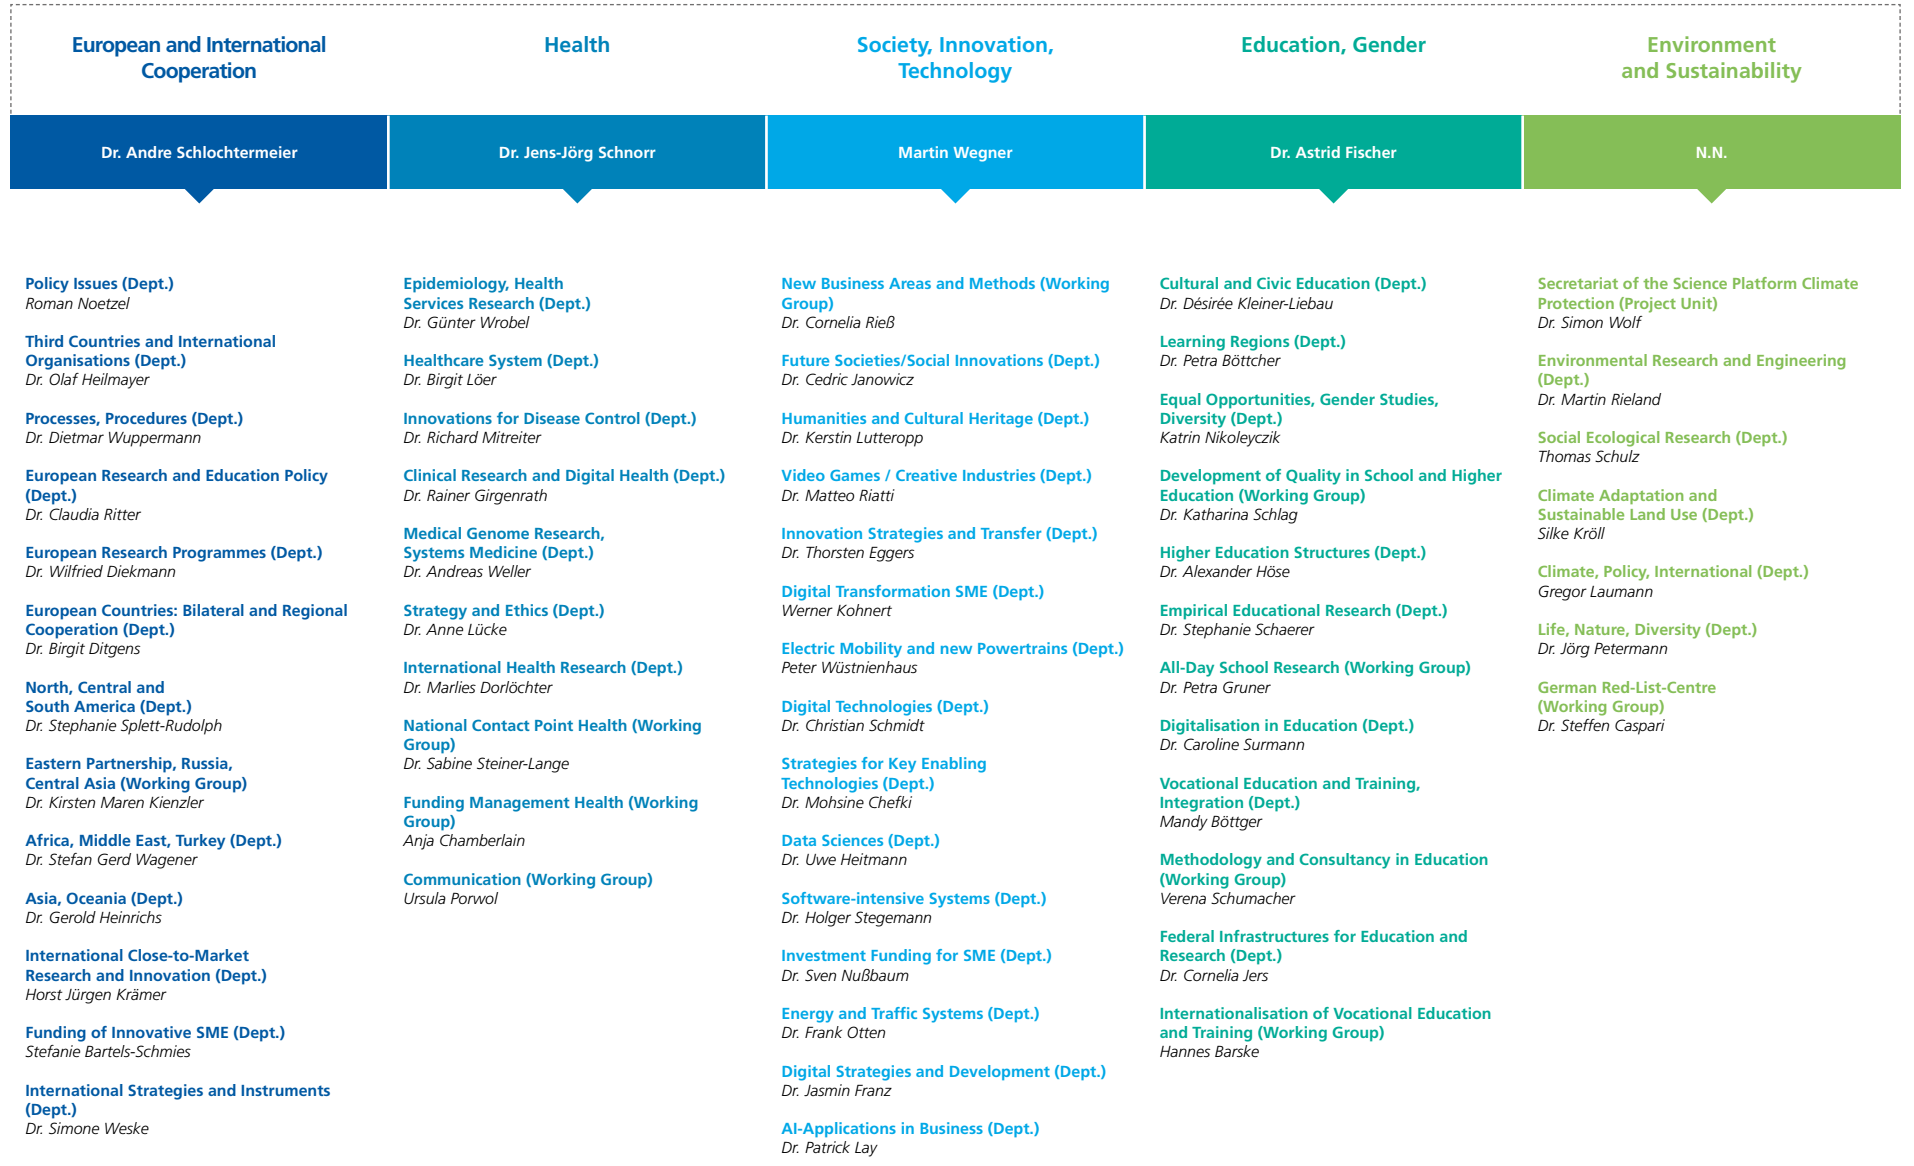 European and International
Cooperation
Dr. Andre Schlochtermeier
Policy Issues (Dept.)
Roman Noetzel
Third Countries and International
Organisations (Dept.)
Dr. Olaf Heilmayer
Processes, Procedures (Dept.)
Dr. Dietmar Wuppermann
European Research and Education Policy
(Dept.)
Dr. Claudia Ritter
European Research Programmes (Dept.)
Dr. Wilfried Diekmann
European Countries: Bilateral and Regional
Cooperation (Dept.)
Dr. Birgit Ditgens
North, Central and
South America (Dept.)
Dr. Stephanie Splett-Rudolph
Eastern Partnership, Russia,
Central Asia (Working Group)
Dr. Kirsten Maren Kienzler
Africa, Middle East, Turkey (Dept.)
Dr. Stefan Gerd Wagener
Asia, Oceania (Dept.)
Dr. Gerold Heinrichs
International Close-to-Market
Research and Innovation (Dept.)
Horst Jürgen Krämer
Funding of Innovative SME (Dept.)
Stefanie Bartels-Schmies
International Strategies and Instruments
(Dept.)
Dr. Simone Weske
Health
Dr. Jens-Jörg Schnorr
Epidemiology, Health
Services Research (Dept.)
Dr. Günter Wrobel
Healthcare System (Dept.)
Dr. Birgit Löer
Innovations for Disease Control (Dept.)
Dr. Richard Mitreiter
Clinical Research and Digital Health (Dept.)
Dr. Rainer Girgenrath
Medical Genome Research,
Systems Medicine (Dept.)
Dr. Andreas Weller
Strategy and Ethics (Dept.)
Dr. Anne Lücke
International Health Research (Dept.)
Dr. Marlies Dorlöchter
National Contact Point Health (Working
Group)
Dr. Sabine Steiner-Lange
Funding Management Health (Working
Group)
Anja Chamberlain
Communication (Working Group)
Ursula Porwol
Society, Innovation,
Technology
Martin Wegner
New Business Areas and Methods (Working
Group)
Dr. Cornelia Rieß
Future Societies/Social Innovations (Dept.)
Dr. Cedric Janowicz
Humanities and Cultural Heritage (Dept.)
Dr. Kerstin Lutteropp
Video Games / Creative Industries (Dept.)
Dr. Matteo Riatti
Innovation Strategies and Transfer (Dept.)
Dr. Thorsten Eggers
Digital Transformation SME (Dept.)
Werner Kohnert
Electric Mobility and new Powertrains (Dept.)
Peter Wüstnienhaus
Digital Technologies (Dept.)
Dr. Christian Schmidt
Strategies for Key Enabling
Technologies (Dept.)
Dr. Mohsine Chefki
Data Sciences (Dept.)
Dr. Uwe Heitmann
Software-intensive Systems (Dept.)
Dr. Holger Stegemann
Investment Funding for SME (Dept.)
Dr. Sven Nußbaum
Energy and Traffic Systems (Dept.)
Dr. Frank Otten
Digital Strategies and Development (Dept.)
Dr. Jasmin Franz
AI-Applications in Business (Dept.)
Dr. Patrick Lay
Education, Gender
Dr. Astrid Fischer
Cultural and Civic Education (Dept.)
Dr. Désirée Kleiner-Liebau
Learning Regions (Dept.)
Dr. Petra Böttcher
Equal Opportunities, Gender Studies,
Diversity (Dept.)
Katrin Nikoleyczik
Development of Quality in School and Higher
Education (Working Group)
Dr. Katharina Schlag
Higher Education Structures (Dept.)
Dr. Alexander Höse
Empirical Educational Research (Dept.)
Dr. Stephanie Schaerer
All-Day School Research (Working Group)
Dr. Petra Gruner
Digitalisation in Education (Dept.)
Dr. Caroline Surmann
Vocational Education and Training,
Integration (Dept.)
Mandy Böttger
Methodology and Consultancy in Education
(Working Group)
Verena Schumacher
Federal Infrastructures for Education and
Research (Dept.)
Dr. Cornelia Jers
Internationalisation of Vocational Education
and Training (Working Group)
Hannes Barske
Environment
and Sustainability
N.N.
Secretariat of the Science Platform Climate
Protection (Project Unit)
Dr. Simon Wolf
Environmental Research and Engineering
(Dept.)
Dr. Martin Rieland
Social Ecological Research (Dept.)
Thomas Schulz
Climate Adaptation and
Sustainable Land Use (Dept.)
Silke Kröll
Climate, Policy, International (Dept.)
Gregor Laumann
Life, Nature, Diversity (Dept.)
Dr. Jörg Petermann
German Red-List-Centre
(Working Group)
Dr. Steffen Caspari